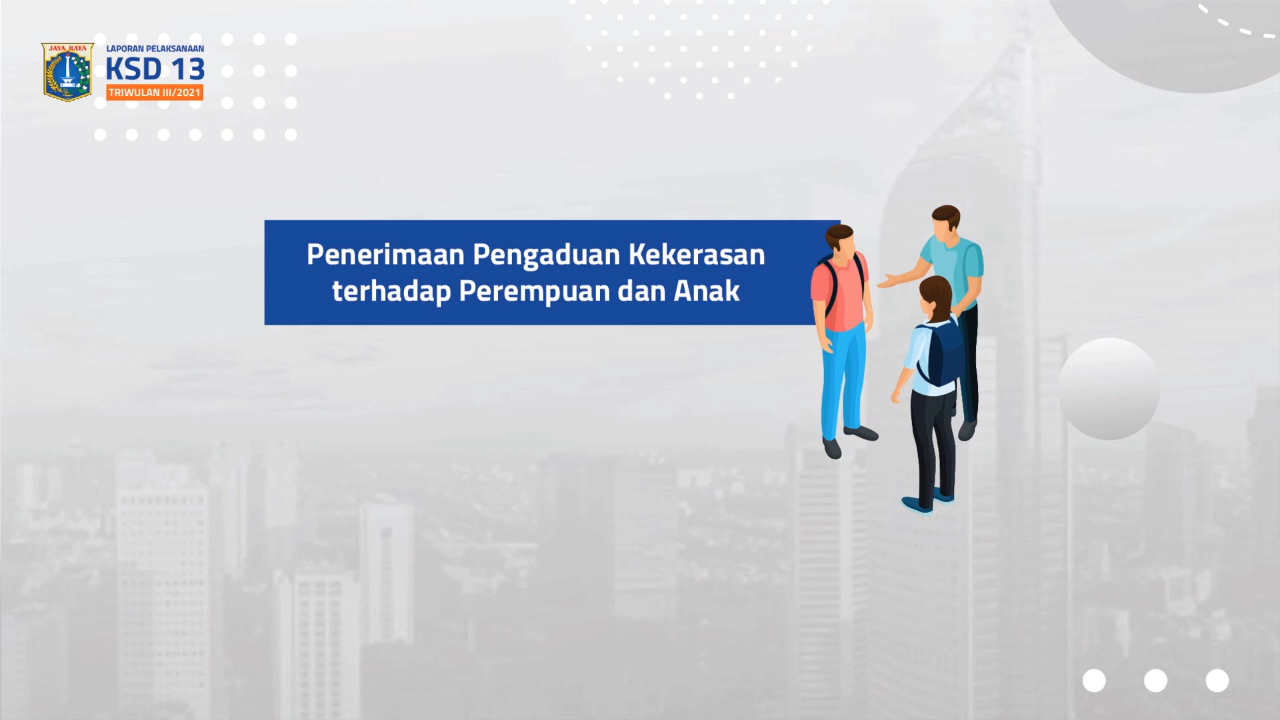 JAYA RAYA
LAPORAN PELAKSANAAN
KSD 13
TRIWULAN III/2021
Penerimaan Pengaduan Kekerasan
terhadap Perempuan dan Anak